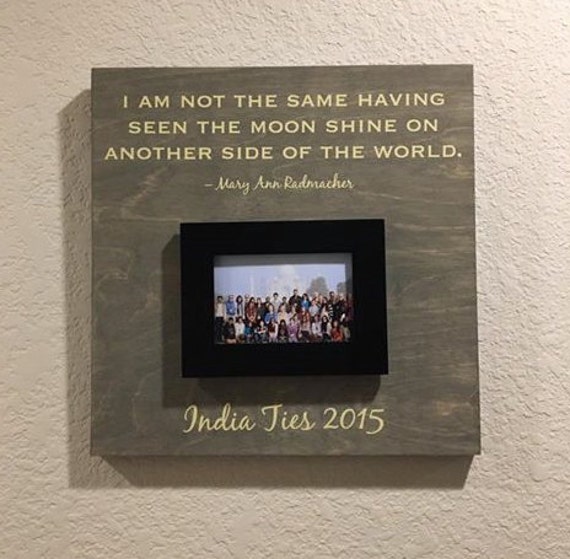 I AM NOT THE SAME HAVING
SEEN THE MOON SHINE ON
ANOTHER SIDE OF THE WORLD.
– Mary Ann Radmacher
India Ties 2015